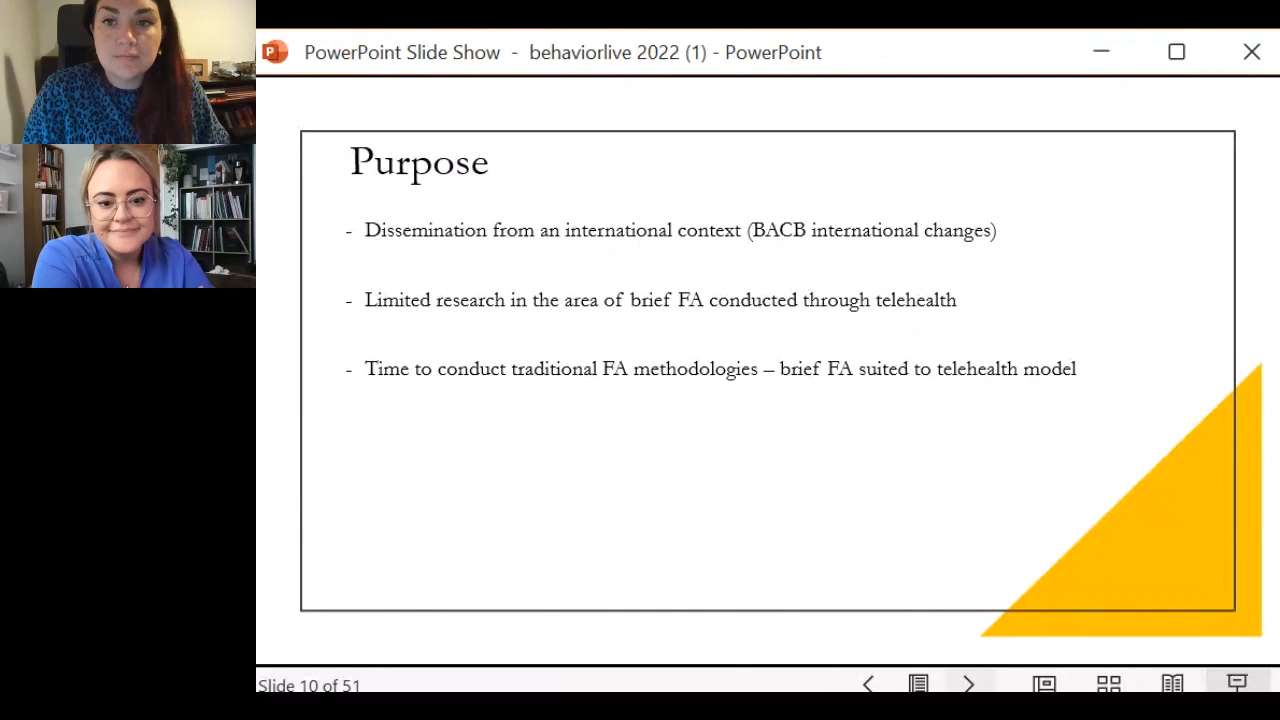 PowerPoint Slide Show - behaviorlive 2022 (1) - PowerPoint
Purpose
- Dissemination from an international context (BACB international changes)
- Limited research in the area of brief FA conducted through telehealth
- Time to conduct traditional FA methodologies – brief FA suited to telehealth model
Slide 10 of 51